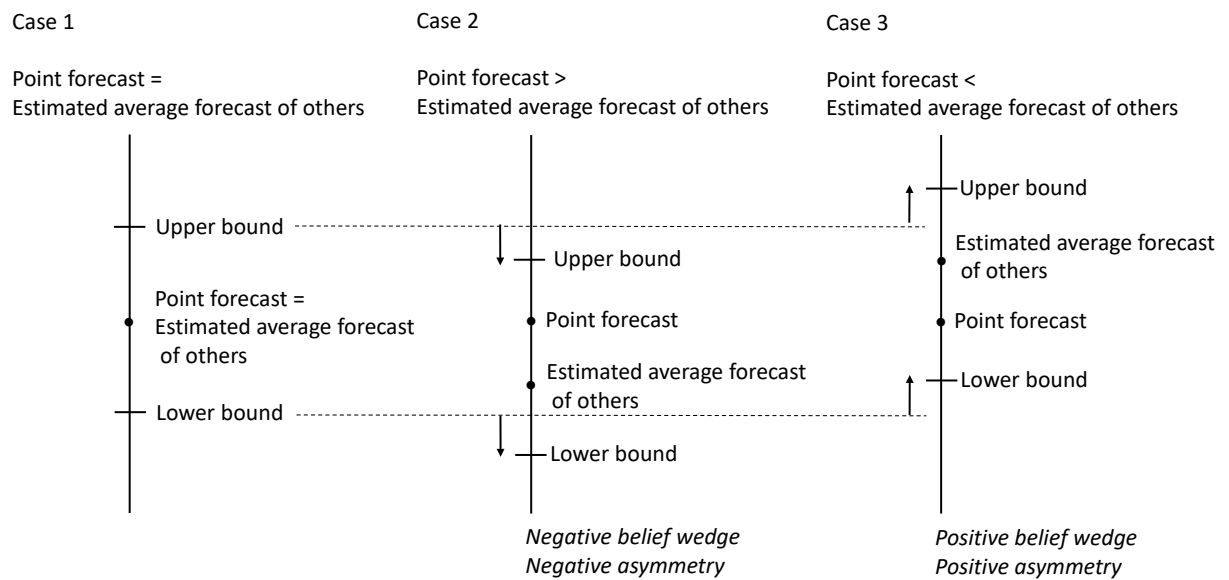 Case 1
Point forecast =
Estimated average forecast of others
Upper bound
Point forecast =
Estimated average forecast
of others
Lower bound
Case 2
Point forecast >
Estimated average forecast of others
Upper bound
Point forecast
Estimated average forecast
of others
Lower bound
Negative belief wedge
Negative asymmetry
Case 3
Point forecast <
Estimated average forecast of others
Upper bound
Estimated average forecast
of others
Point forecast
Lower bound
Positive belief wedge
Positive asymmetry